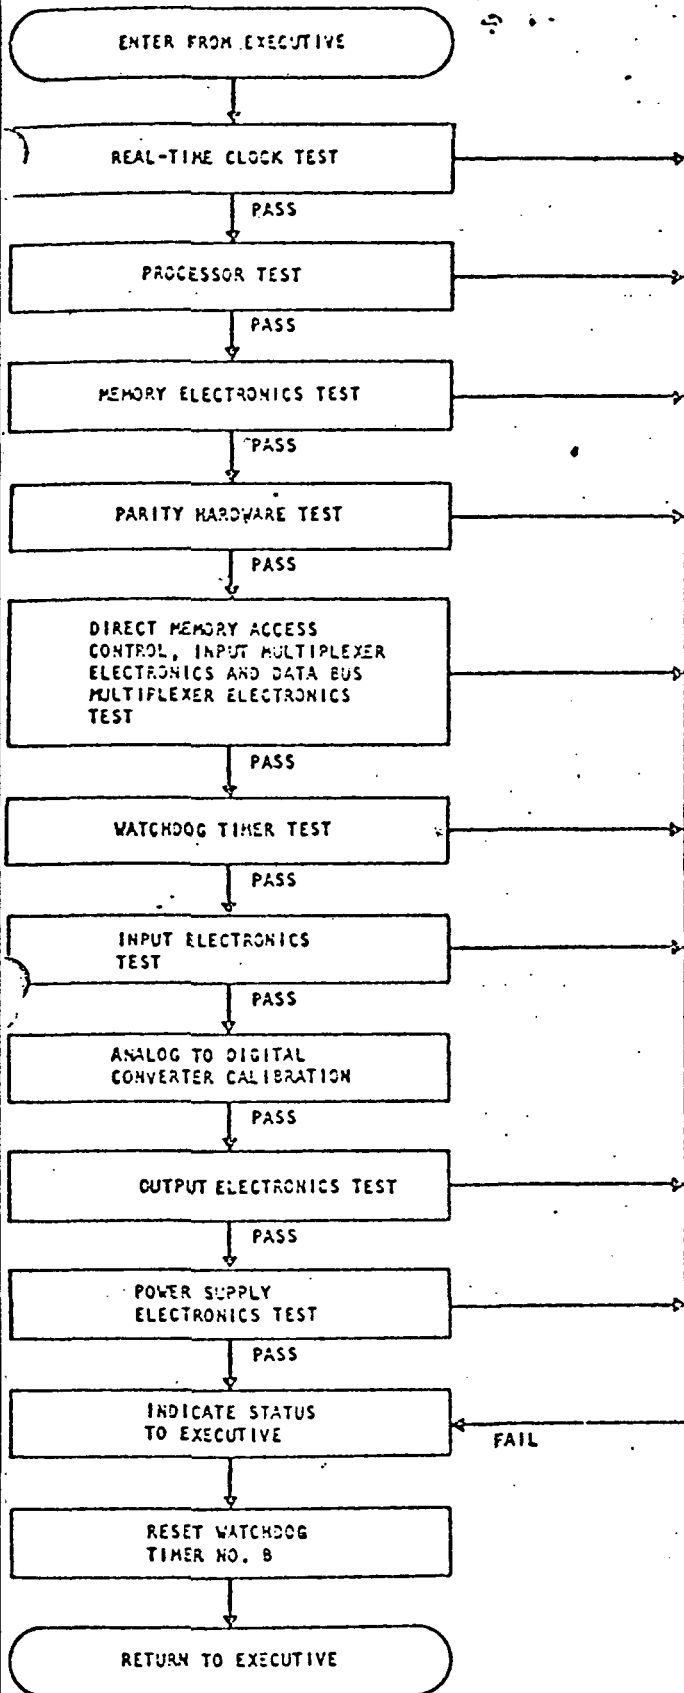 ENTER FROM EXECUTIVE
REAL-TIME CLOCK TEST
PASS
PROCESSOR TEST
PASS
MEMORY ELECTRONICS TEST
PASS
PARITY HARDWARE TEST
PASS
DIRECT MEMORY ACCESS
CONTROL, INPUT MULTIPLEXER
ELECTRONICS AND DATA BUS
MULTIPLEXER ELECTRONICS
TEST
PASS
WATCHDOG TIMER TEST
PASS
INPUT ELECTRONICS
TEST
PASS
ANALOG TO DIGITAL
CONVERTER CALIBRATION
PASS
OUTPUT ELECTRONICS TEST
PASS
POWER SUPPLY
ELECTRONICS TEST
PASS
INDICATE STATUS
TO EXECUTIVE
FAIL
RESET WATCHDOG
TIMER NO. B
RETURN TO EXECUTIVE